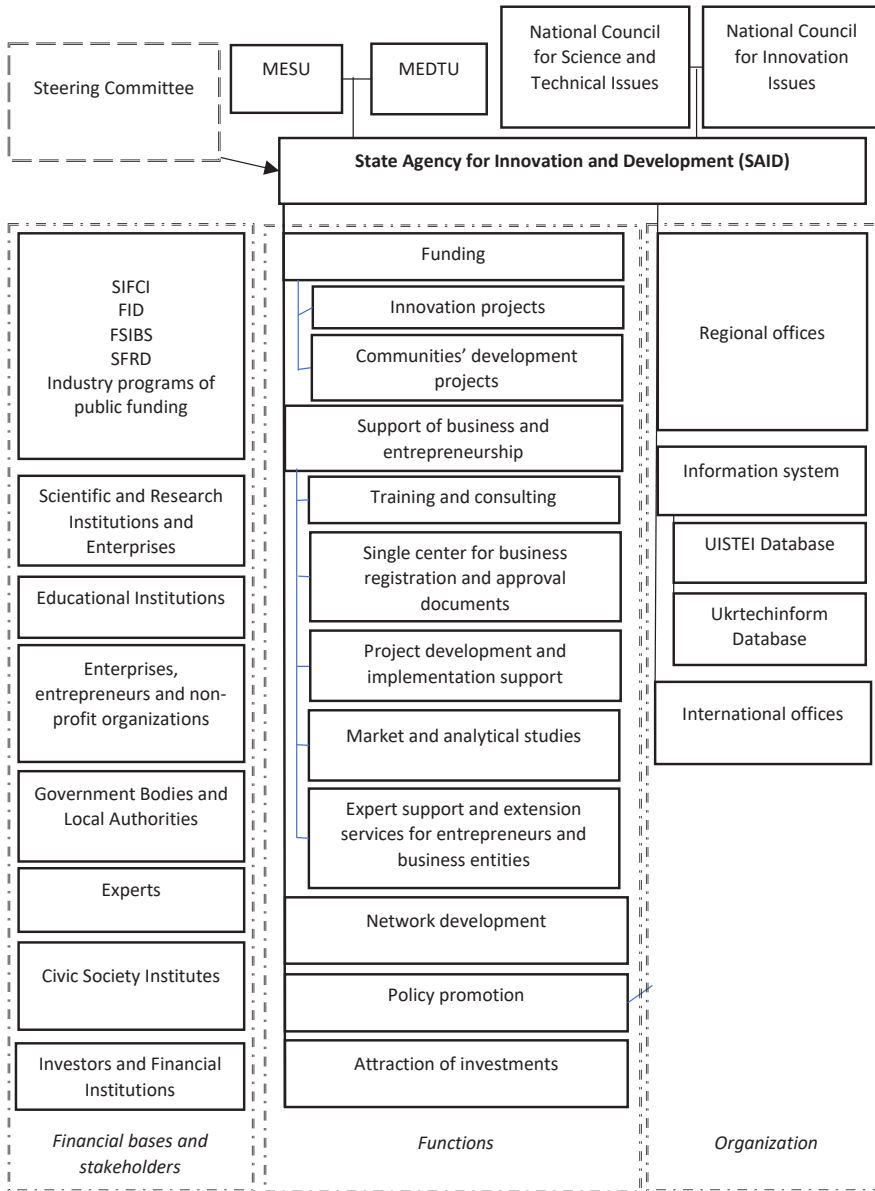 Steering Committee
MESU
MEDTU
National Council
for Science and
Technical Issues
National Council
for Innovation
Issues
State Agency for Innovation and Development (SAID)
SIFCI
FID
FSIBS
SFRD
Industry programs of
public funding
Scientific and Research
Institutions and
Enterprises
Educational Institutions
Enterprises,
entrepreneurs and non-
profit organizations
Government Bodies and
Local Authorities
Experts
Civic Society Institutes
Investors and Financial
Institutions
Financial bases and
stakeholders
Funding
Innovation projects
Communities’ development
projects
Support of business and
entrepreneurship
Training and consulting
Single center for business
registration and approval
documents
Project development and
implementation support
Market and analytical studies
Expert support and extension
services for entrepreneurs and
business entities
Network development
Policy promotion
Attraction of investments
Functions
Regional offices
Information system
UISTEI Database
Ukrtechinform
Database
International offices
Organization